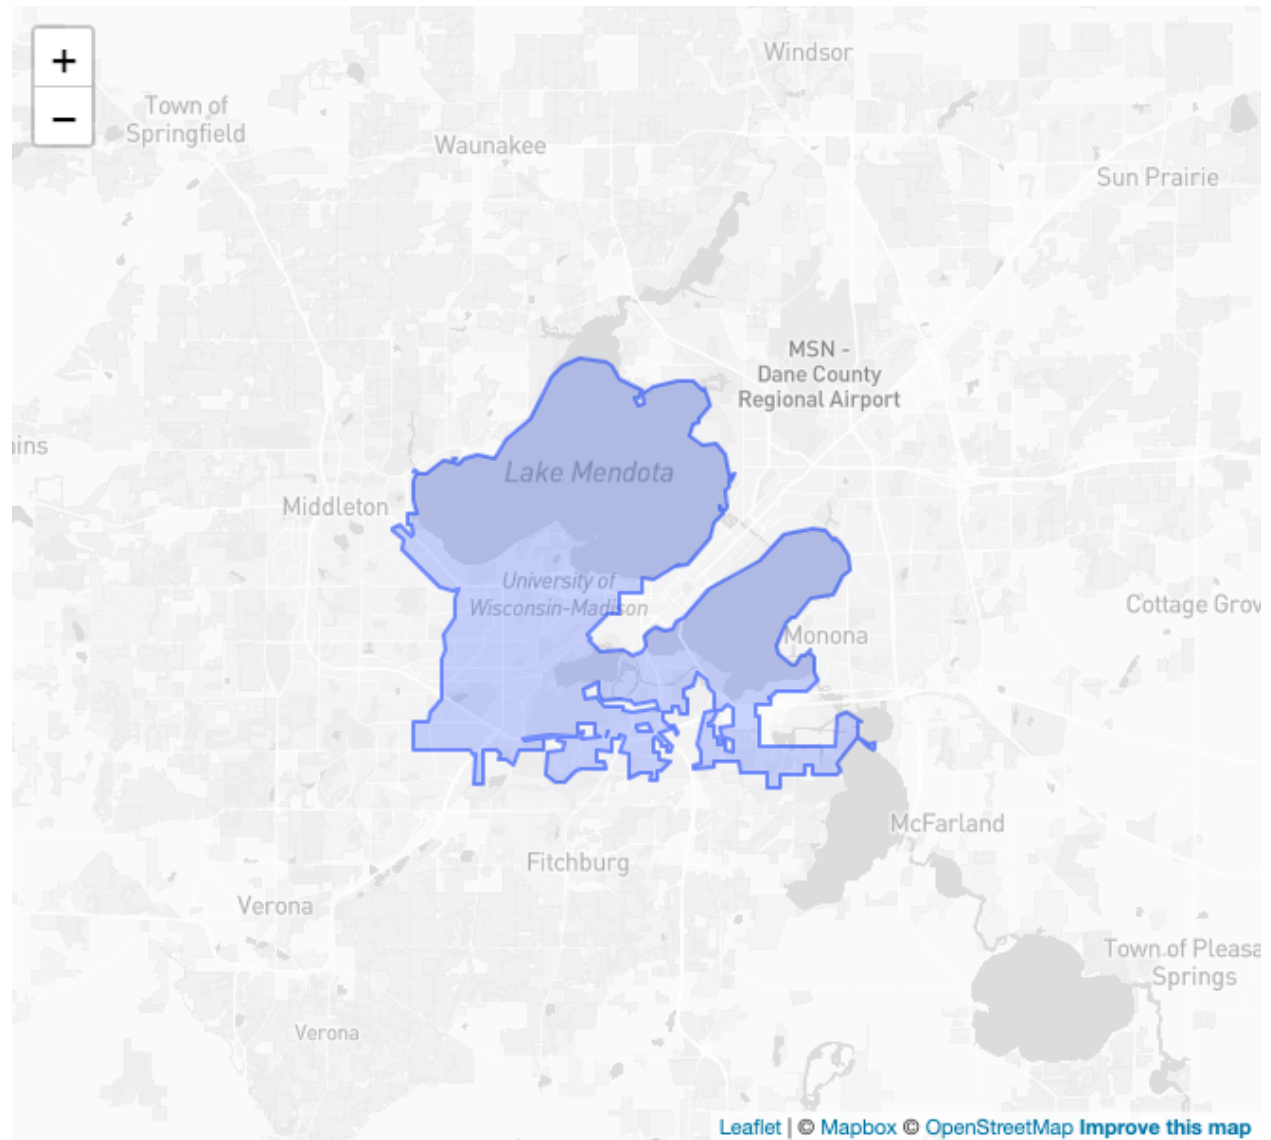 +
−
Windsor
Town of
Springfield
Waunakee
Sun Prairie
MSN -
Dane County
Regional Airport
ins
Lake Mendota
Middleton
University of
Wisconsin-Madison
Cottage Grov
Monona
McFarland
Fitchburg
Verona
Town of Pleasa
Springs
Verona
Leaflet | © Mapbox © OpenStreetMap Improve this map